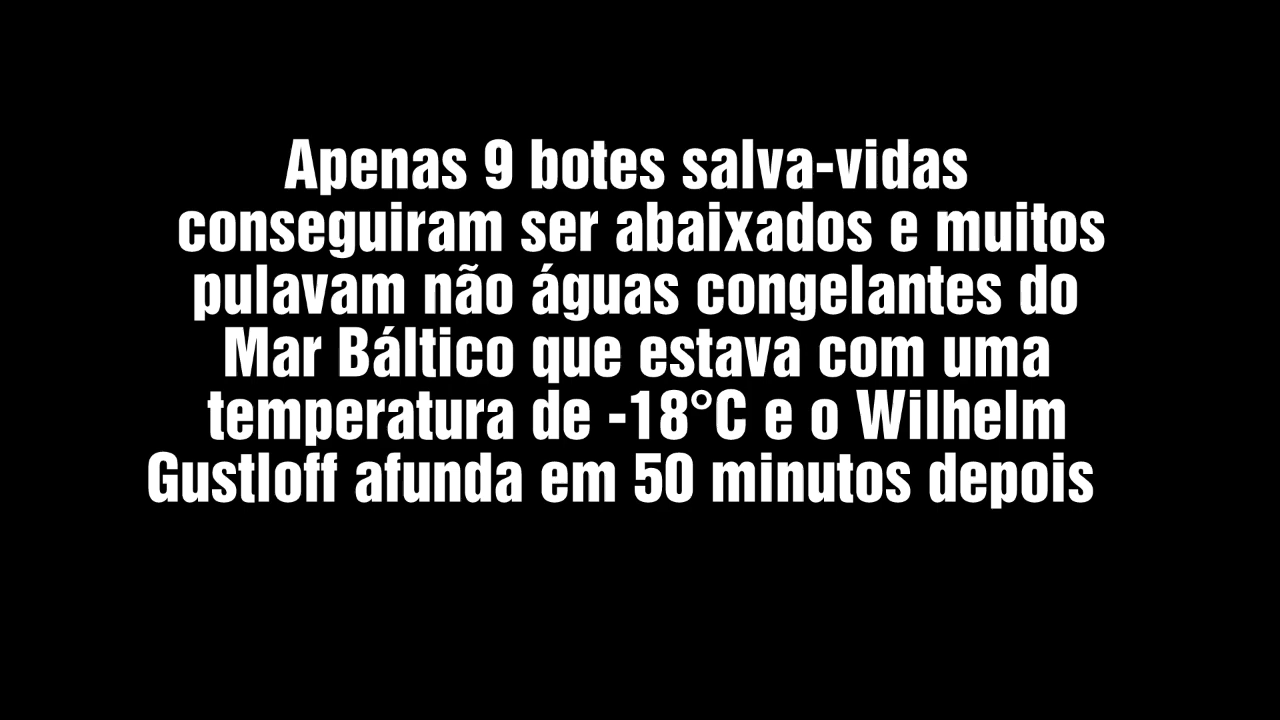 Apenas 9 botes salva-vidas
conseguiram ser abaixados e muitos
pulavam não águas congelantes do
Mar Báltico que estava com uma
temperatura de -18°C e o Wilhelm
Gustloff afunda em 50 minutos depois